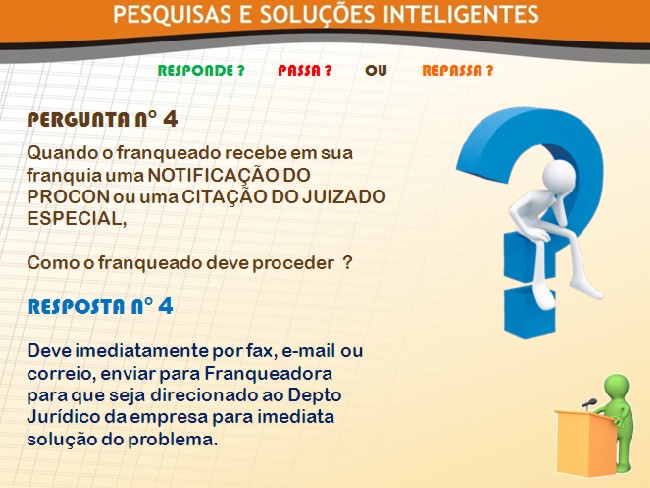 PESQUISAS E SOLUÇÕES INTELIGENTES
RESPONDE ? PASSA ? OU REPASSA ?
PERGUNTA Nº 4
Quando o franqueado recebe em sua
franquia uma NOTIFICAÇÃO DO
PROCON ou uma CITAÇÃO DO JUIZADO
ESPECIAL,
Como o franqueado deve proceder ?
RESPOSTA Nº 4
Deve imediatamente por fax, e-mail ou
correio, enviar para Franqueadora
para que seja direcionado ao Depto
Jurídico da empresa para imediata
solução do problema.